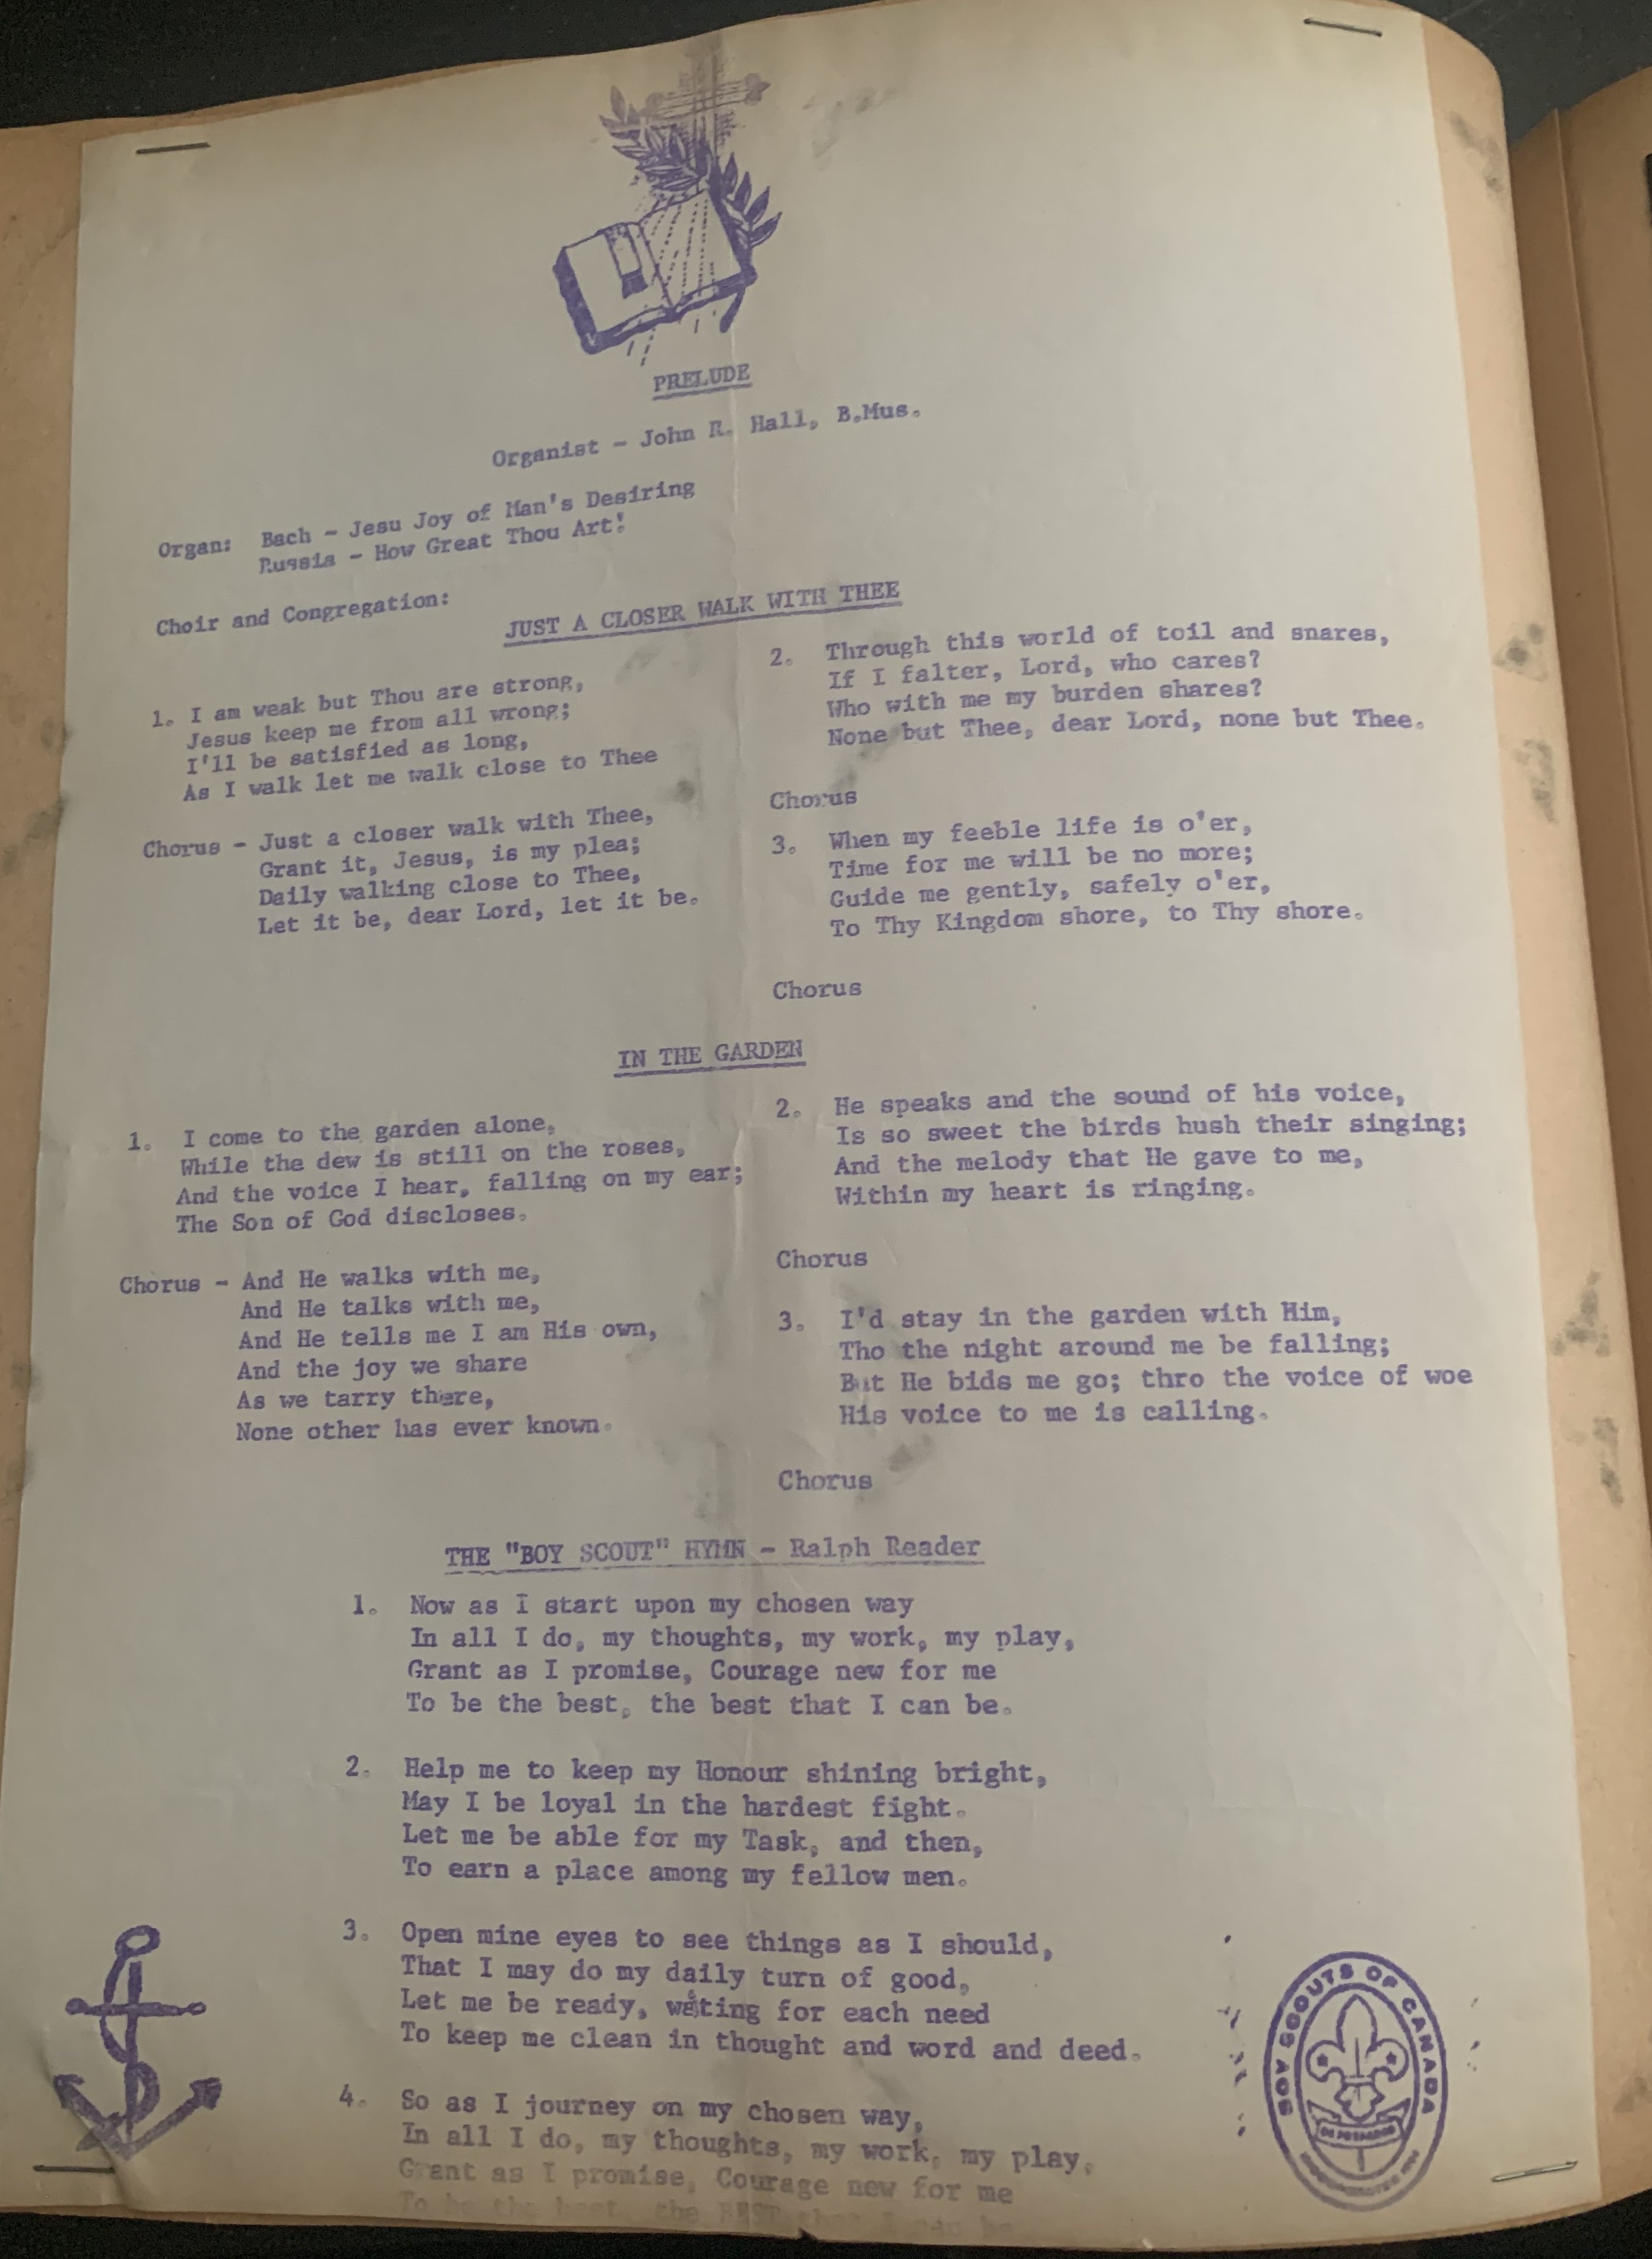 PRELUDE
Organist - John R. Hall, B.Mus.
Organ: Bach - Jesu Joy of Man's Desiring
Russia - How Great Thou Art!
Choir and Congregation:
JUST A CLOSER WALK WITH THEE
1. I am weak but Thou are strong,
Jesus keep me from all wrong;
I'll be satisfied as long,
As I walk let me walk close to Thee
Chorus - Just a closer walk with Thee,
Grant it, Jesus, is my plea;
Daily walking close to Thee,
Let it be, dear Lord, let it be.
2. Through this world of toil and snares,
If I falter, Lord, who cares?
Who with me my burden shares?
None but Thee, dear Lord, none but Thee.
Chorus
3. When my feeble life is o'er,
Time for me will be no more;
Guide me gently, safely o'er,
To Thy Kingdom shore, to Thy shore.
Chorus
IN THE GARDEN
1. I come to the garden alone,
While the dew is still on the roses,
And the voice I hear, falling on my ear;
The Son of God discloses.
Chorus - And He walks with me,
And He talks with me,
And He tells me I am His own,
And the joy we share
As we tarry there,
None other has ever known.
2. He speaks and the sound of his voice,
Is so sweet the birds hush their singing;
And the melody that He gave to me,
Within my heart is ringing.
Chorus
3. I'd stay in the garden with Him,
Tho the night around me be falling;
But He bids me go; thro the voice of woe
His voice to me is calling.
Chorus
THE "BOY SCOUT" HYMN - Ralph Reader
1. Now as I start upon my chosen way
In all I do, my thoughts, my work, my play,
Grant as I promise, Courage new for me
To be the best, the best that I can be.
2. Help me to keep my Honour shining bright,
May I be loyal in the hardest fight.
Let me be able for my Task, and then,
To earn a place among my fellow men.
3. Open mine eyes to see things as I should,
That I may do my daily turn of good,
Let me be ready, waiting for each need
To keep me clean in thought and word and deed.
4. So as I journey on my chosen way,
In all I do, my thoughts, my work, my play,
Grant as I promise, Courage new for me
To be the best, the BEST that I can be
BOY SCOUTS OF CANADA
BE PREPARED